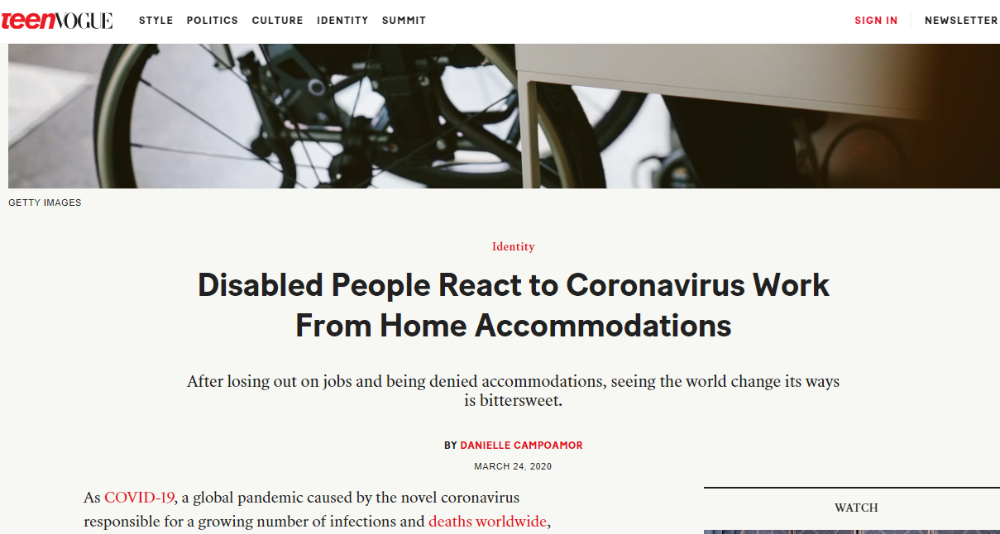 teenVOGUE STYLE POLITICS CULTURE IDENTITY SUMMIT SIGN IN NEWSLETTER
GETTY IMAGES
Identity
Disabled People React to Coronavirus Work
From Home Accommodations
After losing out on jobs and being denied accommodations, seeing the world change its ways
is bittersweet.
BY DANIELLE CAMPOAMOR
MARCH 24, 2020
As COVID-19, a global pandemic caused by the novel coronavirus
responsible for a growing number of infections and deaths worldwide,
WATCH